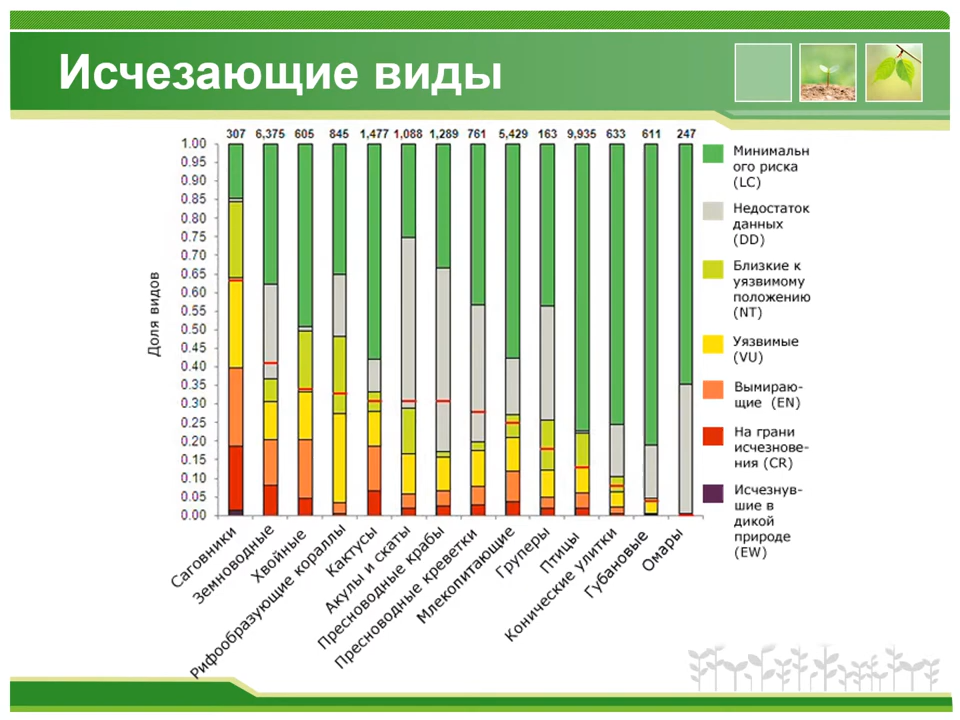 Исчезающие виды
307 6,375 605 845 1,477 1,088 1,289 761 5,429 163 9,935 633 611 247
1.00
0.95
0.90
0.85
0.80
0.75
0.70
0.65
0.60
0.55
0.50
0.45
0.40
0.35
0.30
0.25
0.20
0.15
0.10
0.05
0.00
Доля видов
Саговники
Земноводные
Хвойные
Рифообразующие кораллы
Кактусы
Акулы и скаты
Пресноводные крабы
Пресноводные креветки
Млекопитающие
Груперы
Птицы
Конические улитки
Губановые
Омары
Минимальн
ого риска
(LC)
Недостаток
данных
(DD)
Близкие к
уязвимому
положению
(NT)
Уязвимые
(VU)
Вымираю-
щие (EN)
На грани
исчезнове-
ния (CR)
Исчезнув-
шие в
дикой
природе
(EW)